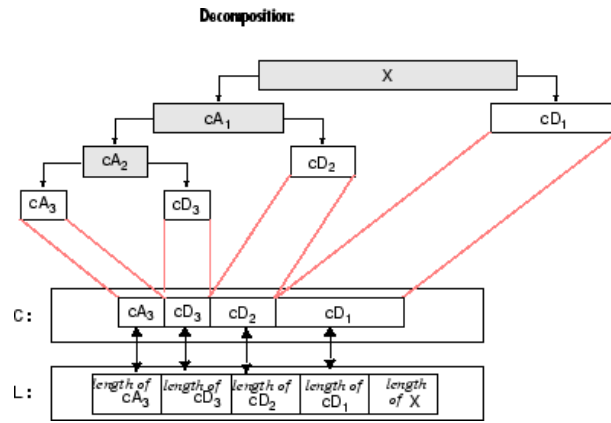 Decomposition:
X
cA₁ cD₁
cA₂ cD₂
cA₃ cD₃
C: cA₃ cD₃ cD₂ cD₁
length of length of length of length of length
L: cA₃ cD₃ cD₂ cD₁ of X